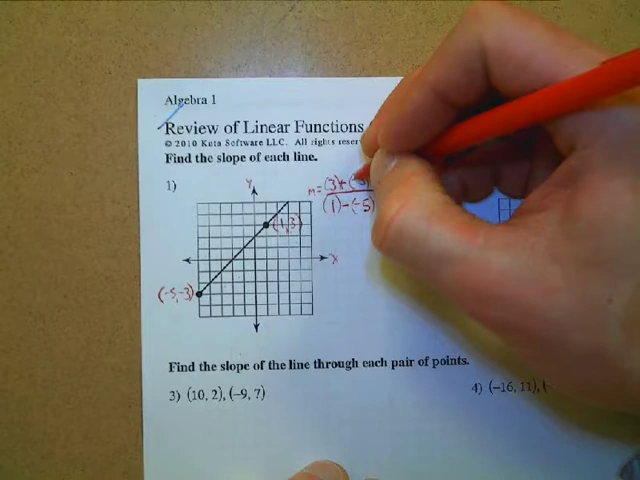 Algebra 1
Review of Linear Functions
© 2010 Kuta Software LLC. All rights reser
Find the slope of each line.
1)
y
m = (3)+(-3
(1)-(-5)
(1,3)
x
(-5,-3)
Find the slope of the line through each pair of points.
3) (10, 2), (−9, 7)
4) (−16, 11), (-